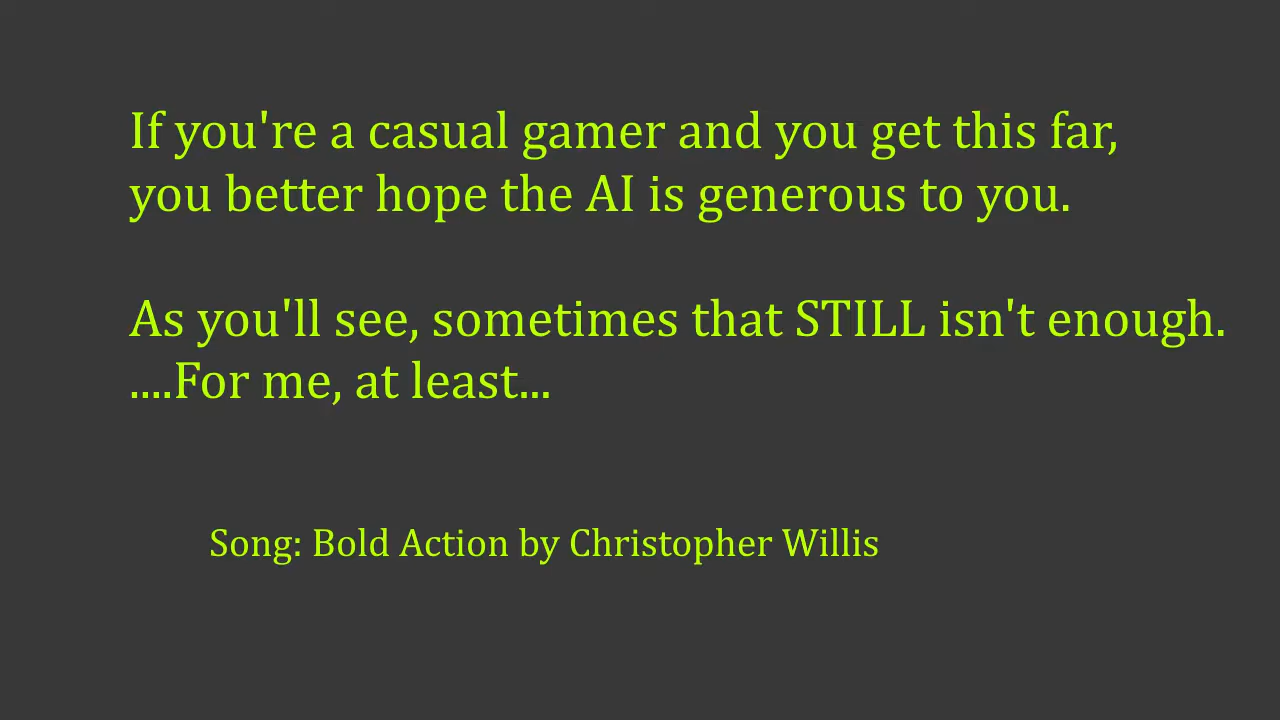 If you're a casual gamer and you get this far,
you better hope the AI is generous to you.
As you'll see, sometimes that STILL isn't enough.
....For me, at least...
Song: Bold Action by Christopher Willis